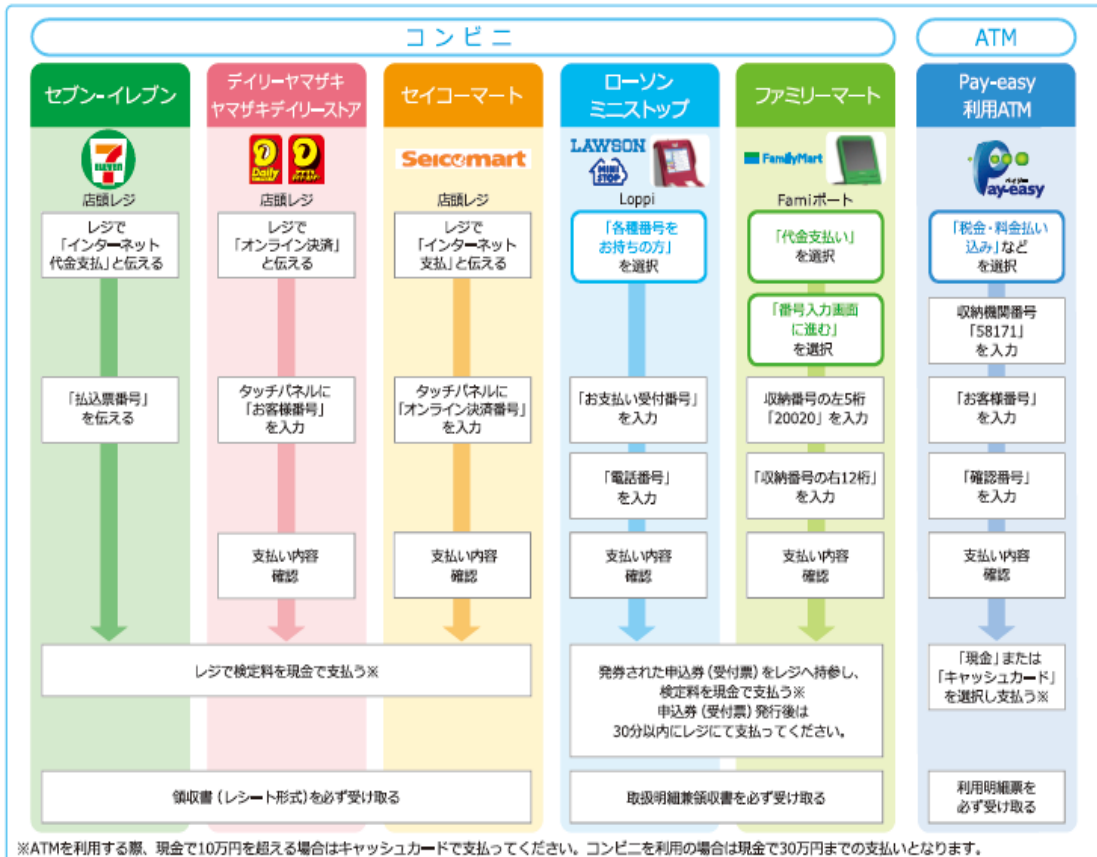 コンビニ
ATM
セブン-イレブン
デイリーヤマザキ
ヤマザキデイリーストア
セイコーマート
ローソン
ミニストップ
ファミリーマート
Pay-easy
利用ATM
7
ELEVEN
Daily
Seicomart
LAWSON
MINI
STOP
FamilyMart
ペイジー
Pay-easy
店頭レジ
店頭レジ
店頭レジ
Loppi
Famiポート
レジで
「インターネット
代金支払」と伝える
レジで
「オンライン決済」
と伝える
レジで
「インターネット
支払」と伝える
「各種番号を
お持ちの方」
を選択
「代金支払い」
を選択
「税金・料金払い
込み」など
を選択
「番号入力画面
に進む」
を選択
収納機関番号
「58171」
を入力
「払込票番号」
を伝える
タッチパネルに
「お客様番号」
を入力
タッチパネルに
「オンライン決済番号」
を入力
「お支払い受付番号」
を入力
収納番号の左5桁
「20020」を入力
「お客様番号」
を入力
「電話番号」
を入力
「収納番号の右12桁」
を入力
「確認番号」
を入力
支払い内容
確認
支払い内容
確認
支払い内容
確認
支払い内容
確認
支払い内容
確認
レジで検定料を現金で支払う※
発券された申込券（受付票）をレジへ持参し、
検定料を現金で支払う※
申込券（受付票）発行後は
30分以内にレジにて支払ってください。
「現金」または
「キャッシュカード」
を選択し支払う※
領収書（レシート形式）を必ず受け取る
取扱明細兼領収書を必ず受け取る
利用明細票を
必ず受け取る
※ATMを利用する際、現金で10万円を超える場合はキャッシュカードで支払ってください。コンビニを利用の場合は現金で30万円までの支払いとなります。